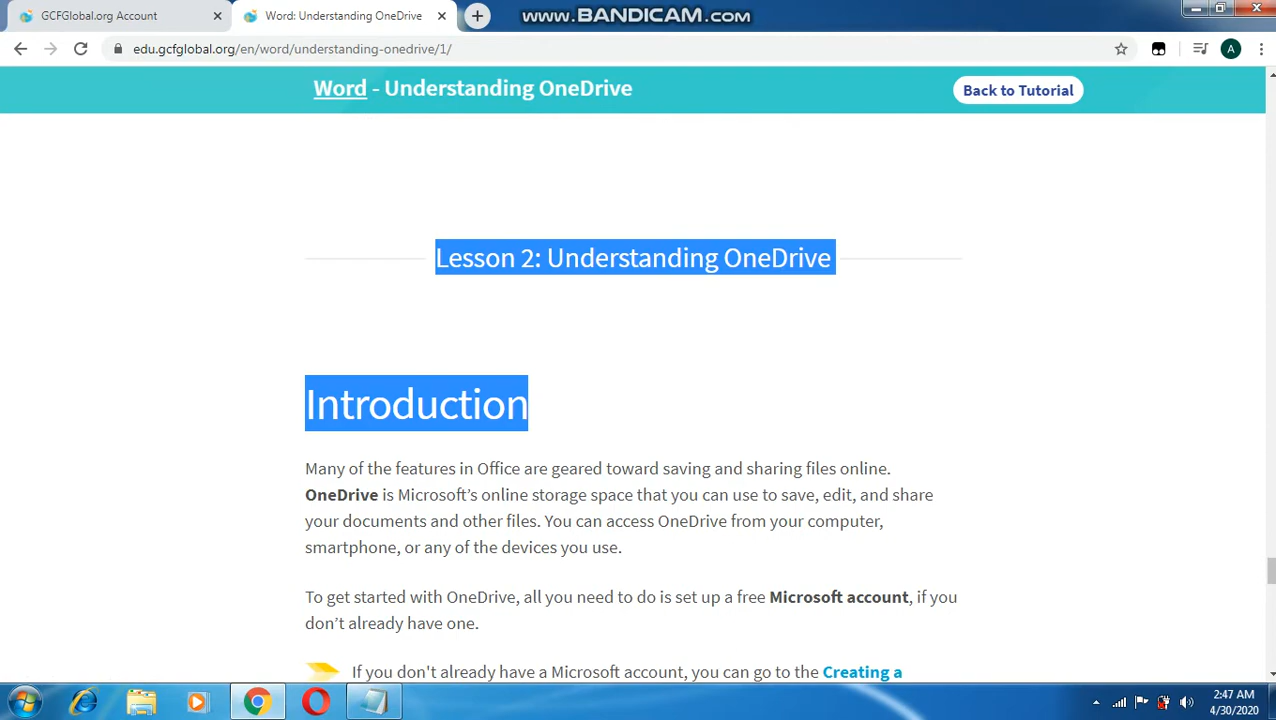 GCFGlobal.org Account
Word: Understanding OneDrive
www.BANDICAM.com
edu.gcfglobal.org/en/word/understanding-onedrive/1/
A
Word - Understanding OneDrive
Back to Tutorial
Lesson 2: Understanding OneDrive
Introduction
Many of the features in Office are geared toward saving and sharing files online.
OneDrive is Microsoft’s online storage space that you can use to save, edit, and share
your documents and other files. You can access OneDrive from your computer,
smartphone, or any of the devices you use.
To get started with OneDrive, all you need to do is set up a free Microsoft account, if you
don’t already have one.
If you don't already have a Microsoft account, you can go to the Creating a
2:47 AM
4/30/2020